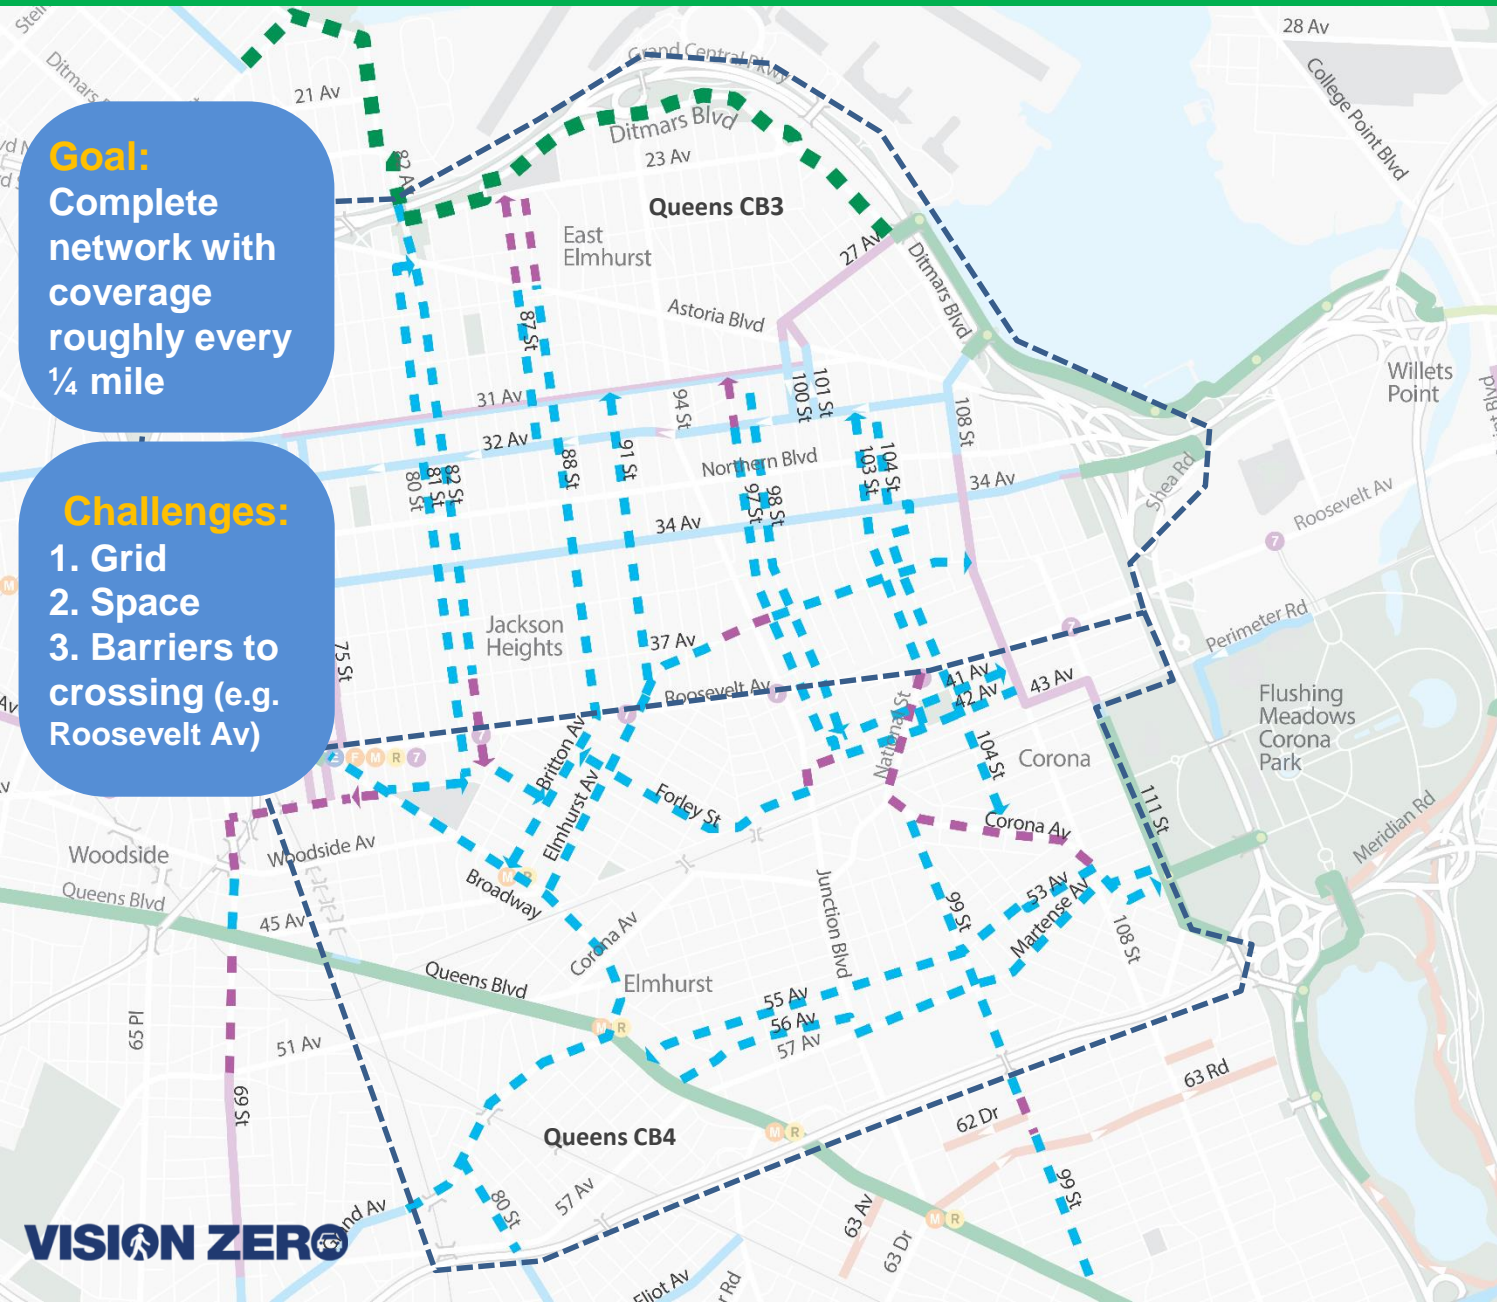 Goal:
Complete
network with
coverage
roughly every
¼ mile
Challenges:
1. Grid
2. Space
3. Barriers to
crossing (e.g.
Roosevelt Av)
28 Av
College Point Blvd
Grand Central Pkwy
Ditmars
21 Av
82
Ditmars Blvd
23 Av
Queens CB3
East
Elmhurst
27 Av
Ditmars Blvd
Astoria Blvd
87 St
Willets
Point
31 Av
94 St
100 St
101 St
108 St
32 Av
80 St
81 St
82 St
88 St
91 St
Northern Blvd
97 St
98 St
103 St
104 St
34 Av
34 Av
Shea Rd
Roosevelt Av
7
Jackson
Heights
75 St
37 Av
7
Perimeter Rd
Roosevelt Av
7
7
7
41 Av
42 Av
43 Av
National St
Flushing
Meadows
Corona
Park
E F M R 7
Britton Av
Elmhurst Av
Forley St
104 St
Corona
Corona Av
111 St
Meridian Rd
Woodside
Woodside Av
Queens Blvd
M R
Broadway
45 Av
Corona Av
Junction Blvd
99 St
53 Av
Martense Av
108 St
Queens Blvd
Elmhurst
55 Av
56 Av
57 Av
M R
65 Pl
51 Av
69 St
63 Rd
62 Dr
Queens CB4
M R
80 St
57 Av
99 St
63 Av
63 Dr
M R
Eliot Av
VISION ZERO